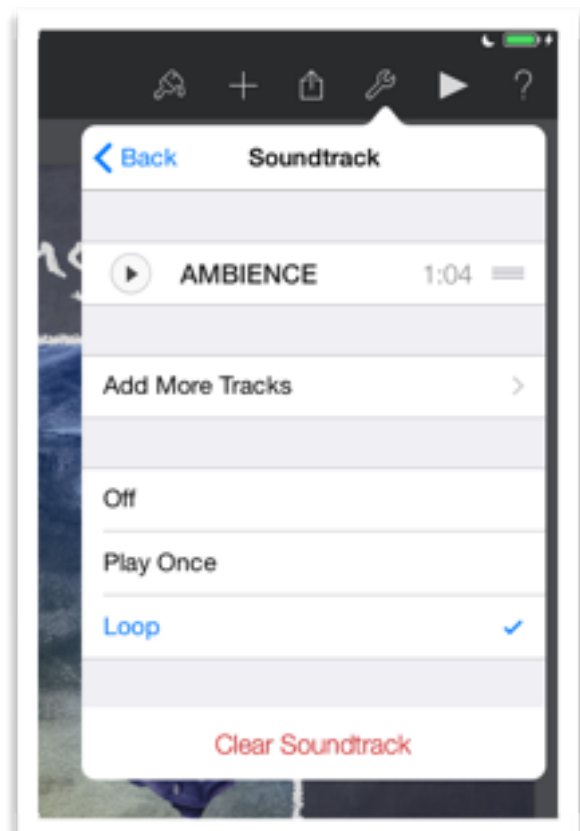 ?
Back Soundtrack
AMBIENCE 1:04
Add More Tracks
Off
Play Once
Loop
Clear Soundtrack